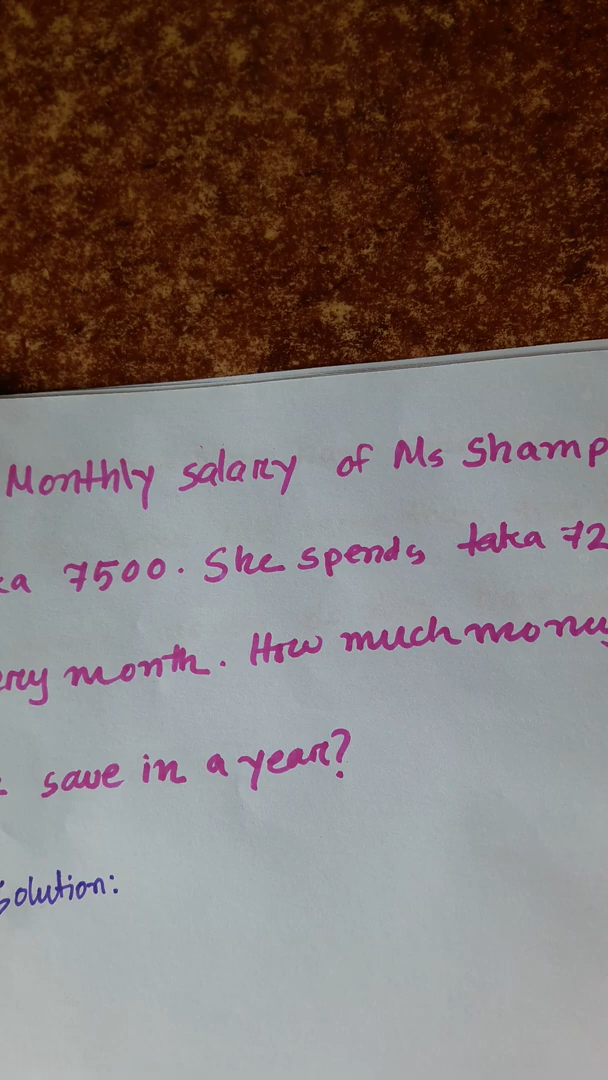 Monthly salary of Ms Shamp
ka 7500. She spends taka 72
ery month. How much money
save in a year?
Solution: